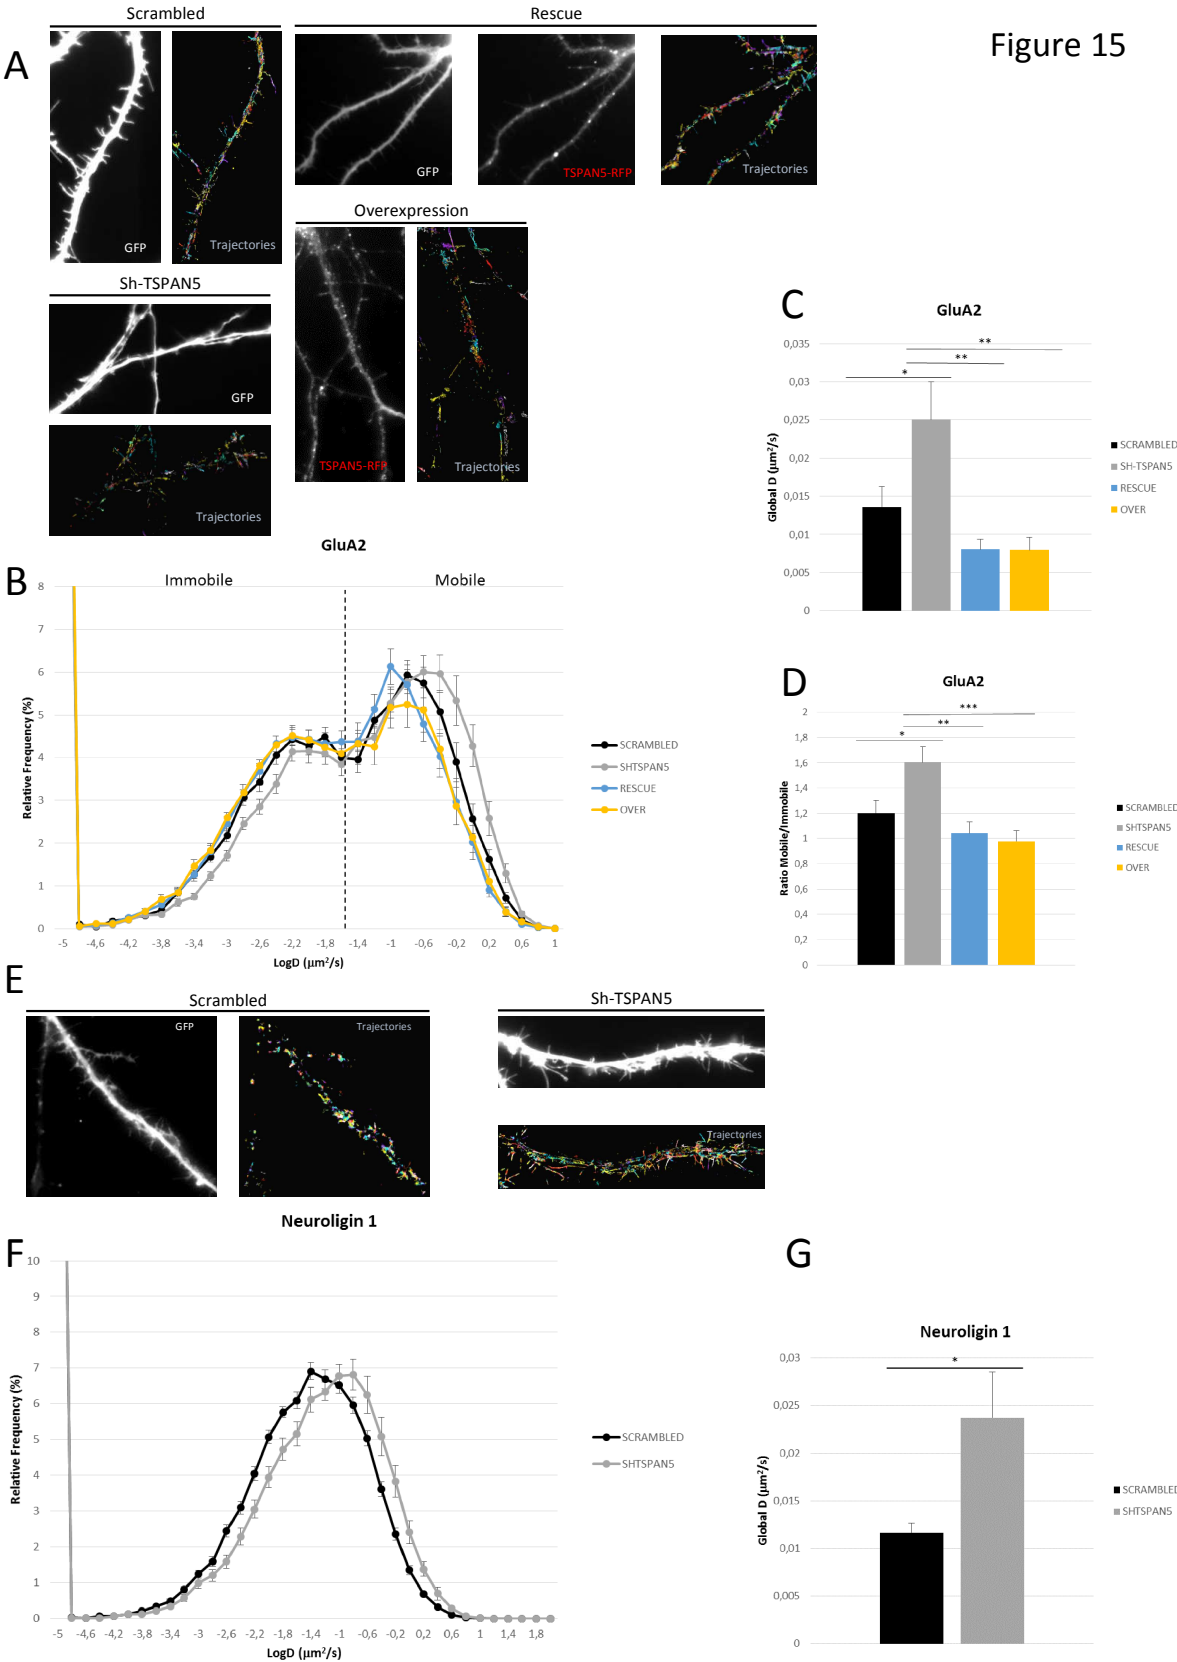 Figure 15
A
Scrambled
GFP
Trajectories
Rescue
GFP
TSPAN5-RFP
Trajectories
Sh-TSPAN5
GFP
Trajectories
Overexpression
TSPAN5-RFP
Trajectories
B
GluA2
Immobile
Mobile
Relative Frequency (%)
8
7
6
5
4
3
2
1
0
-5 -4,6 -4,2 -3,8 -3,4 -3 -2,6 -2,2 -1,8 -1,4 -1 -0,6 -0,2 0,2 0,6 1
LogD (μm²/s)
SCRAMBLED
SHTSPAN5
RESCUE
OVER
C
GluA2
Global D (μm²/s)
0,035
0,03
0,025
0,02
0,015
0,01
0,005
0
*
**
**
SCRAMBLED
SH-TSPAN5
RESCUE
OVER
D
GluA2
Ratio Mobile/Immobile
2
1,8
1,6
1,4
1,2
1
0,8
0,6
0,4
0,2
0
*
**
***
SCRAMBLED
SHTSPAN5
RESCUE
OVER
E
Scrambled
GFP
Trajectories
Sh-TSPAN5
Trajectories
F
Neuroligin 1
Relative Frequency (%)
10
9
8
7
6
5
4
3
2
1
0
-5 -4,6 -4,2 -3,8 -3,4 -3 -2,6 -2,2 -1,8 -1,4 -1 -0,6 -0,2 0,2 0,6 1 1,4 1,8
LogD (μm²/s)
SCRAMBLED
SHTSPAN5
G
Neuroligin 1
Global D (μm²/s)
0,03
0,025
0,02
0,015
0,01
0,005
0
*
SCRAMBLED
SHTSPAN5